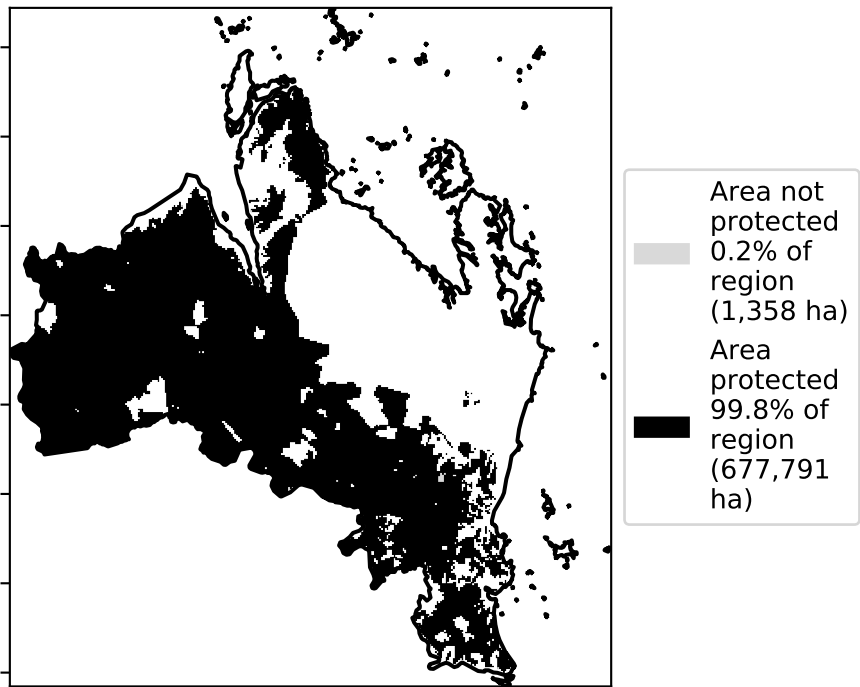 Area not
protected
0.2% of
region
(1,358 ha)
Area
protected
99.8% of
region
(677,791
ha)